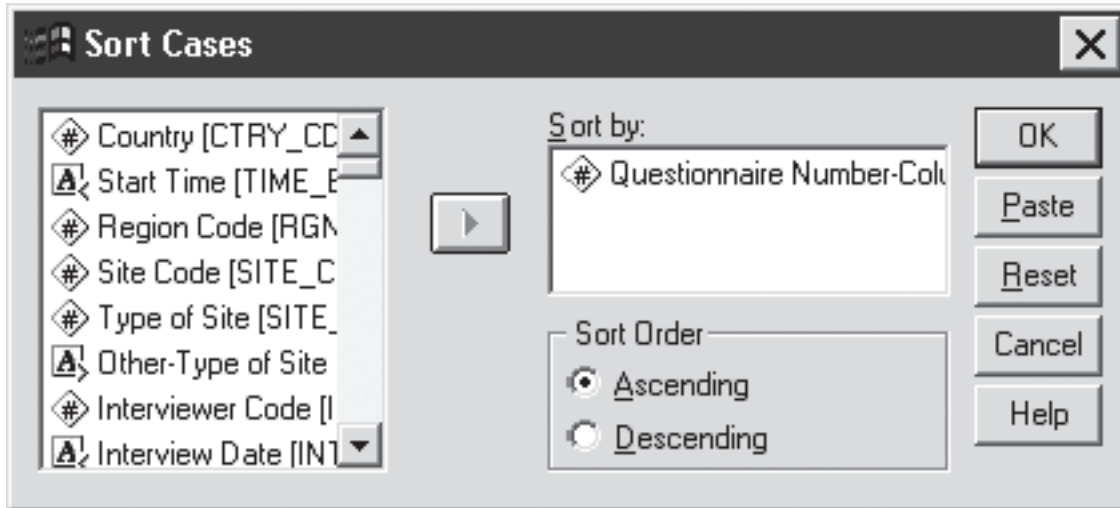 Sort Cases
Country [CTRY_CD
Start Time [TIME_B
Region Code [RGN
Site Code [SITE_C
Type of Site [SITE_
Other-Type of Site
Interviewer Code [I
Interview Date [INT
Sort by:
Questionnaire Number-Colu
Sort Order
Ascending
Descending
OK
Paste
Reset
Cancel
Help